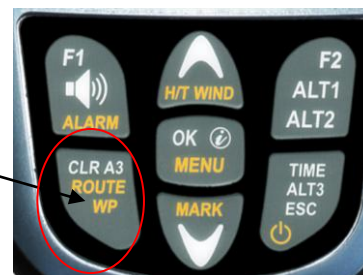 F1
ALARM
H/T WIND
F2
ALT1
ALT2
OK i
MENU
CLR A3
ROUTE
WP
MARK
TIME
ALT3
ESC